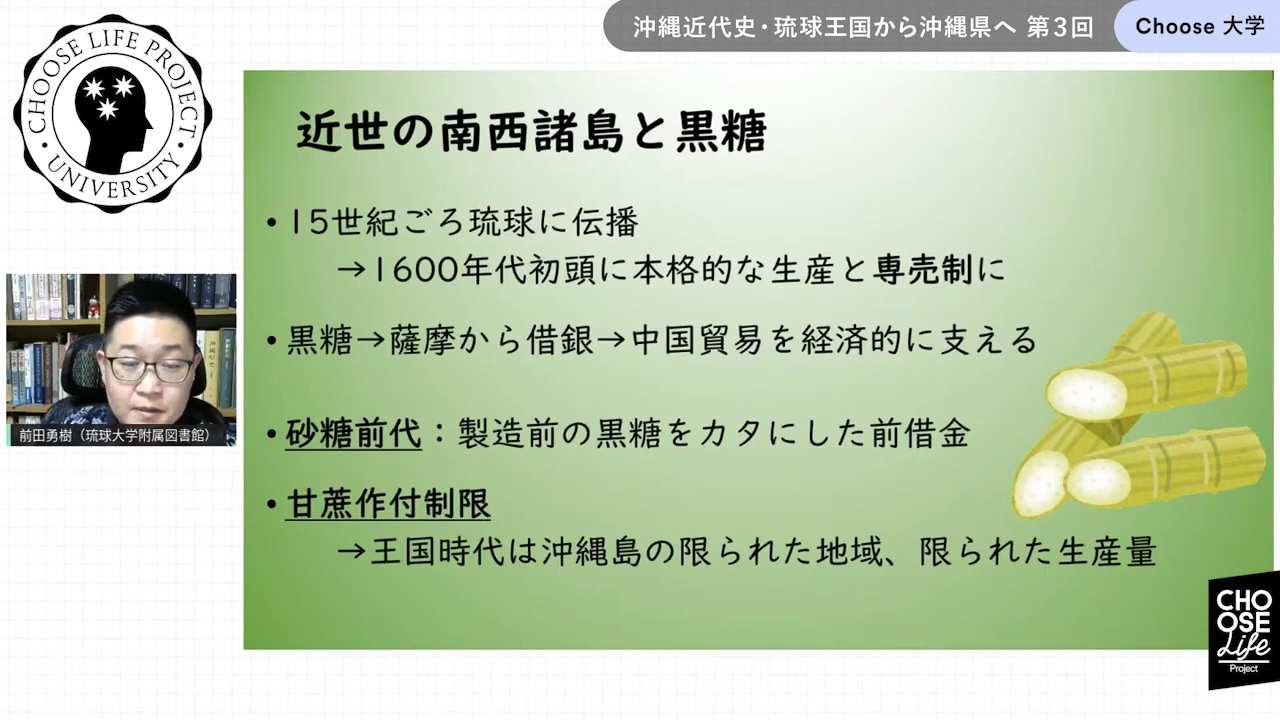 沖縄近代史・琉球王国から沖縄県へ 第3回
Choose 大学
CHOOSE LIFE PROJECT
UNIVERSITY
近世の南西諸島と黒糖
• 15世紀ごろ琉球に伝播
→1600年代初頭に本格的な生産と専売制に
• 黒糖→薩摩から借銀→中国貿易を経済的に支える
• 砂糖前代：製造前の黒糖をカタにした前借金
• 甘蔗作付制限
→王国時代は沖縄島の限られた地域、限られた生産量
前田勇樹（琉球大学附属図書館）
CHO
OSE
Life
Project